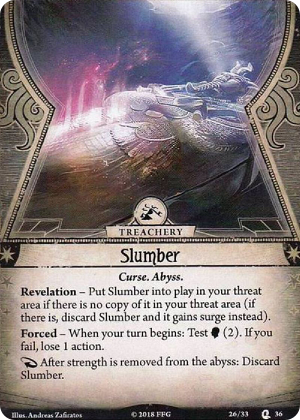 TREACHERY
Slumber
Curse. Abyss.
Revelation – Put Slumber into play in your threat
area if there is no copy of it in your threat area (if
there is, discard Slumber and it gains surge instead).
Forced – When your turn begins: Test (2). If you
fail, lose 1 action.
After strength is removed from the abyss: Discard
Slumber.
Illus. Andreas Zafiratos
© 2018 FFG
26/33
36